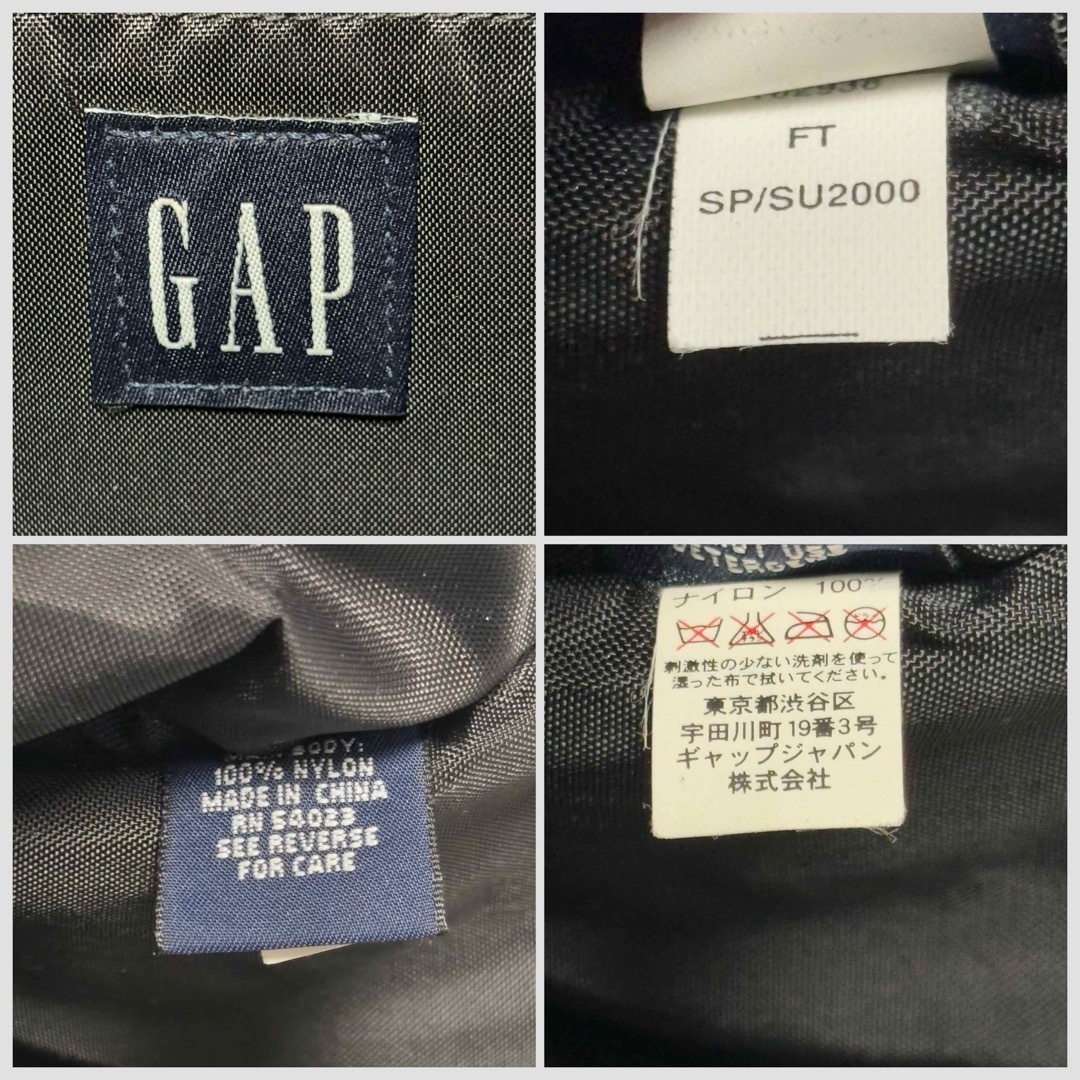 GAP
FT
SP/SU2000
BODY:
100% NYLON
MADE IN CHINA
RN 54023
SEE REVERSE
FOR CARE
ナイロン 100%
刺激性の少ない洗剤を使って
湿った布で拭いてください。
東京都渋谷区
宇田川町19番3号
ギャップジャパン
株式会社